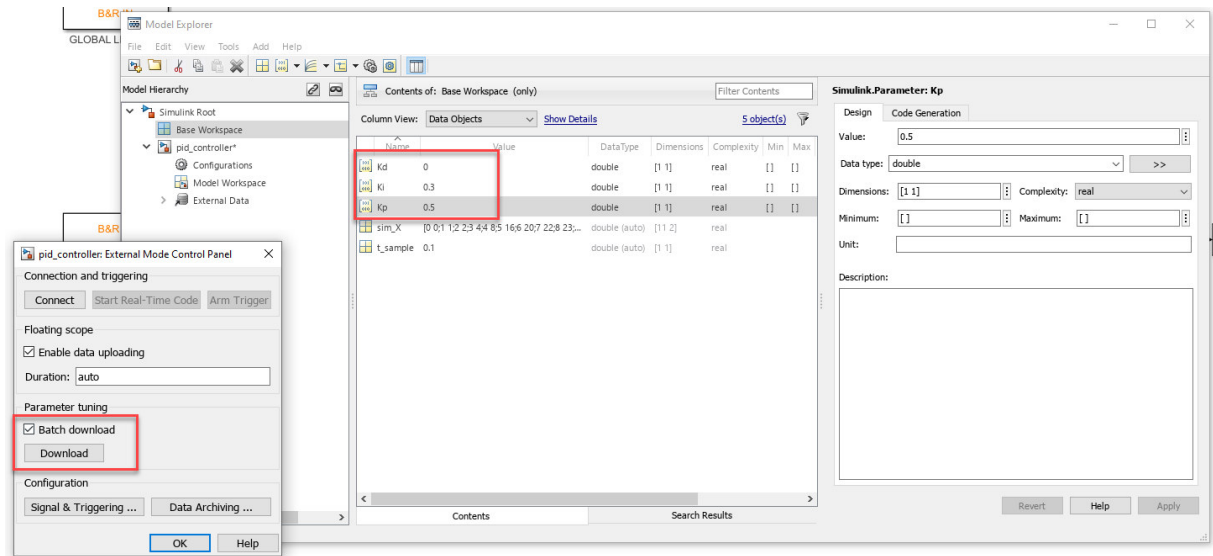 B&R
GLOBAL L
B&R
Model Explorer
File Edit View Tools Add Help
Model Hierarchy
Simulink Root
Base Workspace
pid_controller*
Configurations
Model Workspace
External Data
Contents of: Base Workspace (only)
Filter Contents
Column View: Data Objects Show Details 5 object(s)
Name Value DataType Dimensions Complexity Min Max
Kd 0 double [1 1] real [ ] [ ]
Ki 0.3 double [1 1] real [ ] [ ]
Kp 0.5 double [1 1] real [ ] [ ]
sim_X [0 0;1 1;2 2;3 4;4 8;5 16;6 20;7 22;8 23;... double (auto) [11 2] real
t_sample 0.1 double (auto) [1 1] real
Contents Search Results
Simulink.Parameter: Kp
Design Code Generation
Value: 0.5
Data type: double >>
Dimensions: [1 1] Complexity: real
Minimum: [ ] Maximum: [ ]
Unit:
Description:
Revert Help Apply
pid_controller: External Mode Control Panel
Connection and triggering
Connect Start Real-Time Code Arm Trigger
Floating scope
Enable data uploading
Duration: auto
Parameter tuning
Batch download
Download
Configuration
Signal & Triggering ... Data Archiving ...
OK Help